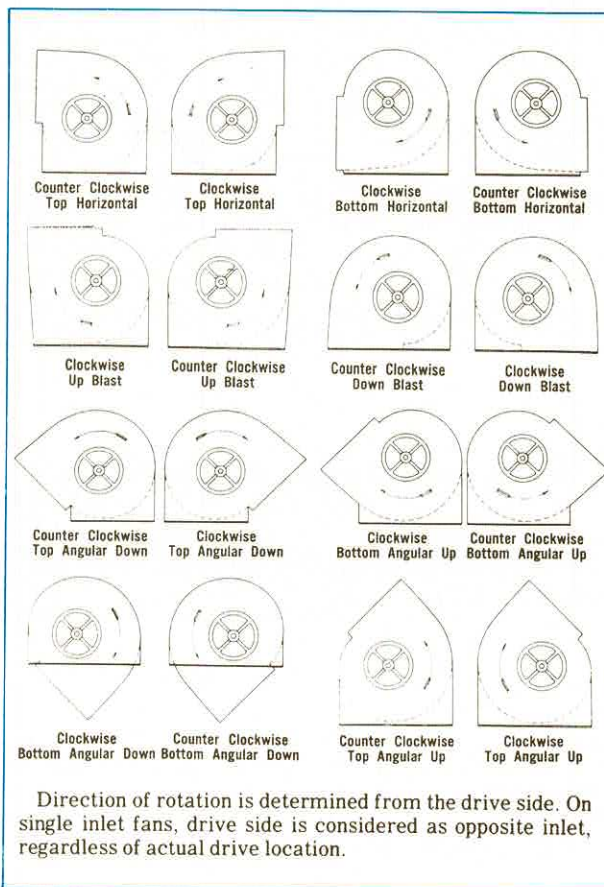 Counter Clockwise
Top Horizontal
Clockwise
Top Horizontal
Clockwise
Bottom Horizontal
Counter Clockwise
Bottom Horizontal
Clockwise
Up Blast
Counter Clockwise
Up Blast
Counter Clockwise
Down Blast
Clockwise
Down Blast
Counter Clockwise
Top Angular Down
Clockwise
Top Angular Down
Clockwise
Bottom Angular Up
Counter Clockwise
Bottom Angular Up
Clockwise
Bottom Angular Down
Counter Clockwise
Bottom Angular Down
Counter Clockwise
Top Angular Up
Clockwise
Top Angular Up
Direction of rotation is determined from the drive side. On
single inlet fans, drive side is considered as opposite inlet,
regardless of actual drive location.